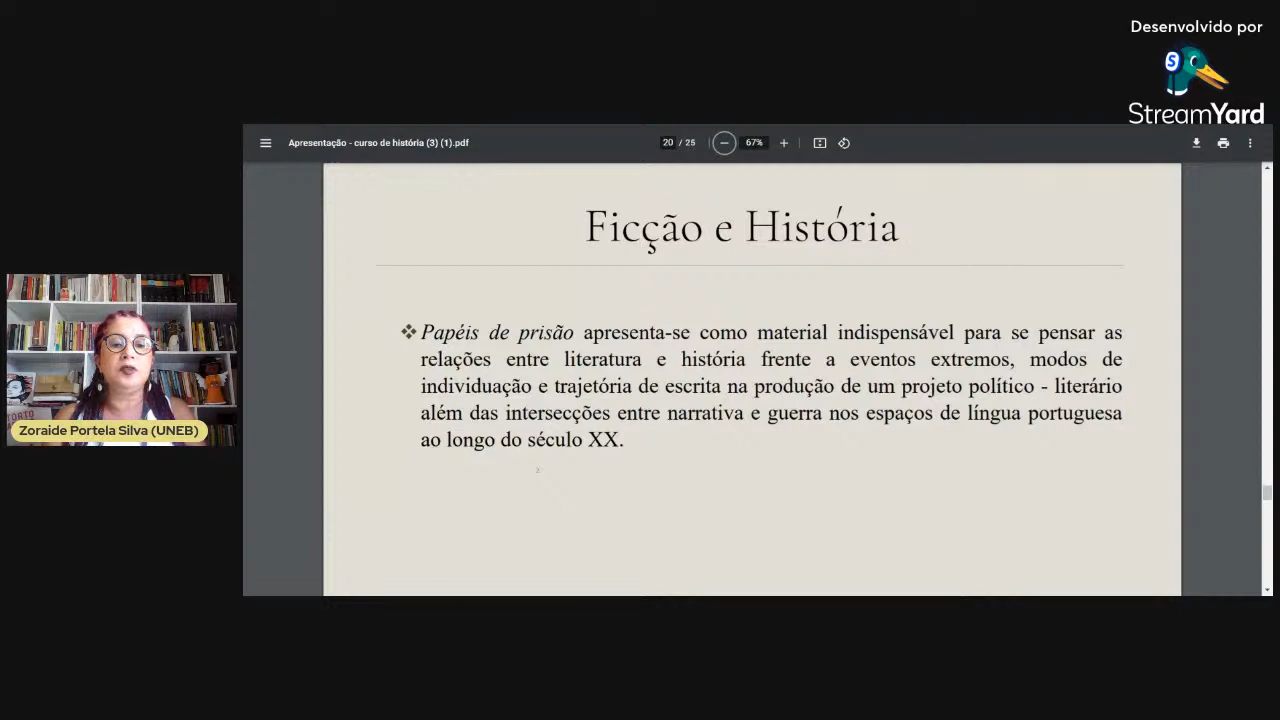 Desenvolvido por
S
StreamYard
Apresentação - curso de história (3) (1).pdf
20 / 25
67%
Ficção e História
Papéis de prisão apresenta-se como material indispensável para se pensar as
relações entre literatura e história frente a eventos extremos, modos de
individuação e trajetória de escrita na produção de um projeto político - literário
além das intersecções entre narrativa e guerra nos espaços de língua portuguesa
ao longo do século XX.
Zoraide Portela Silva (UNEB)